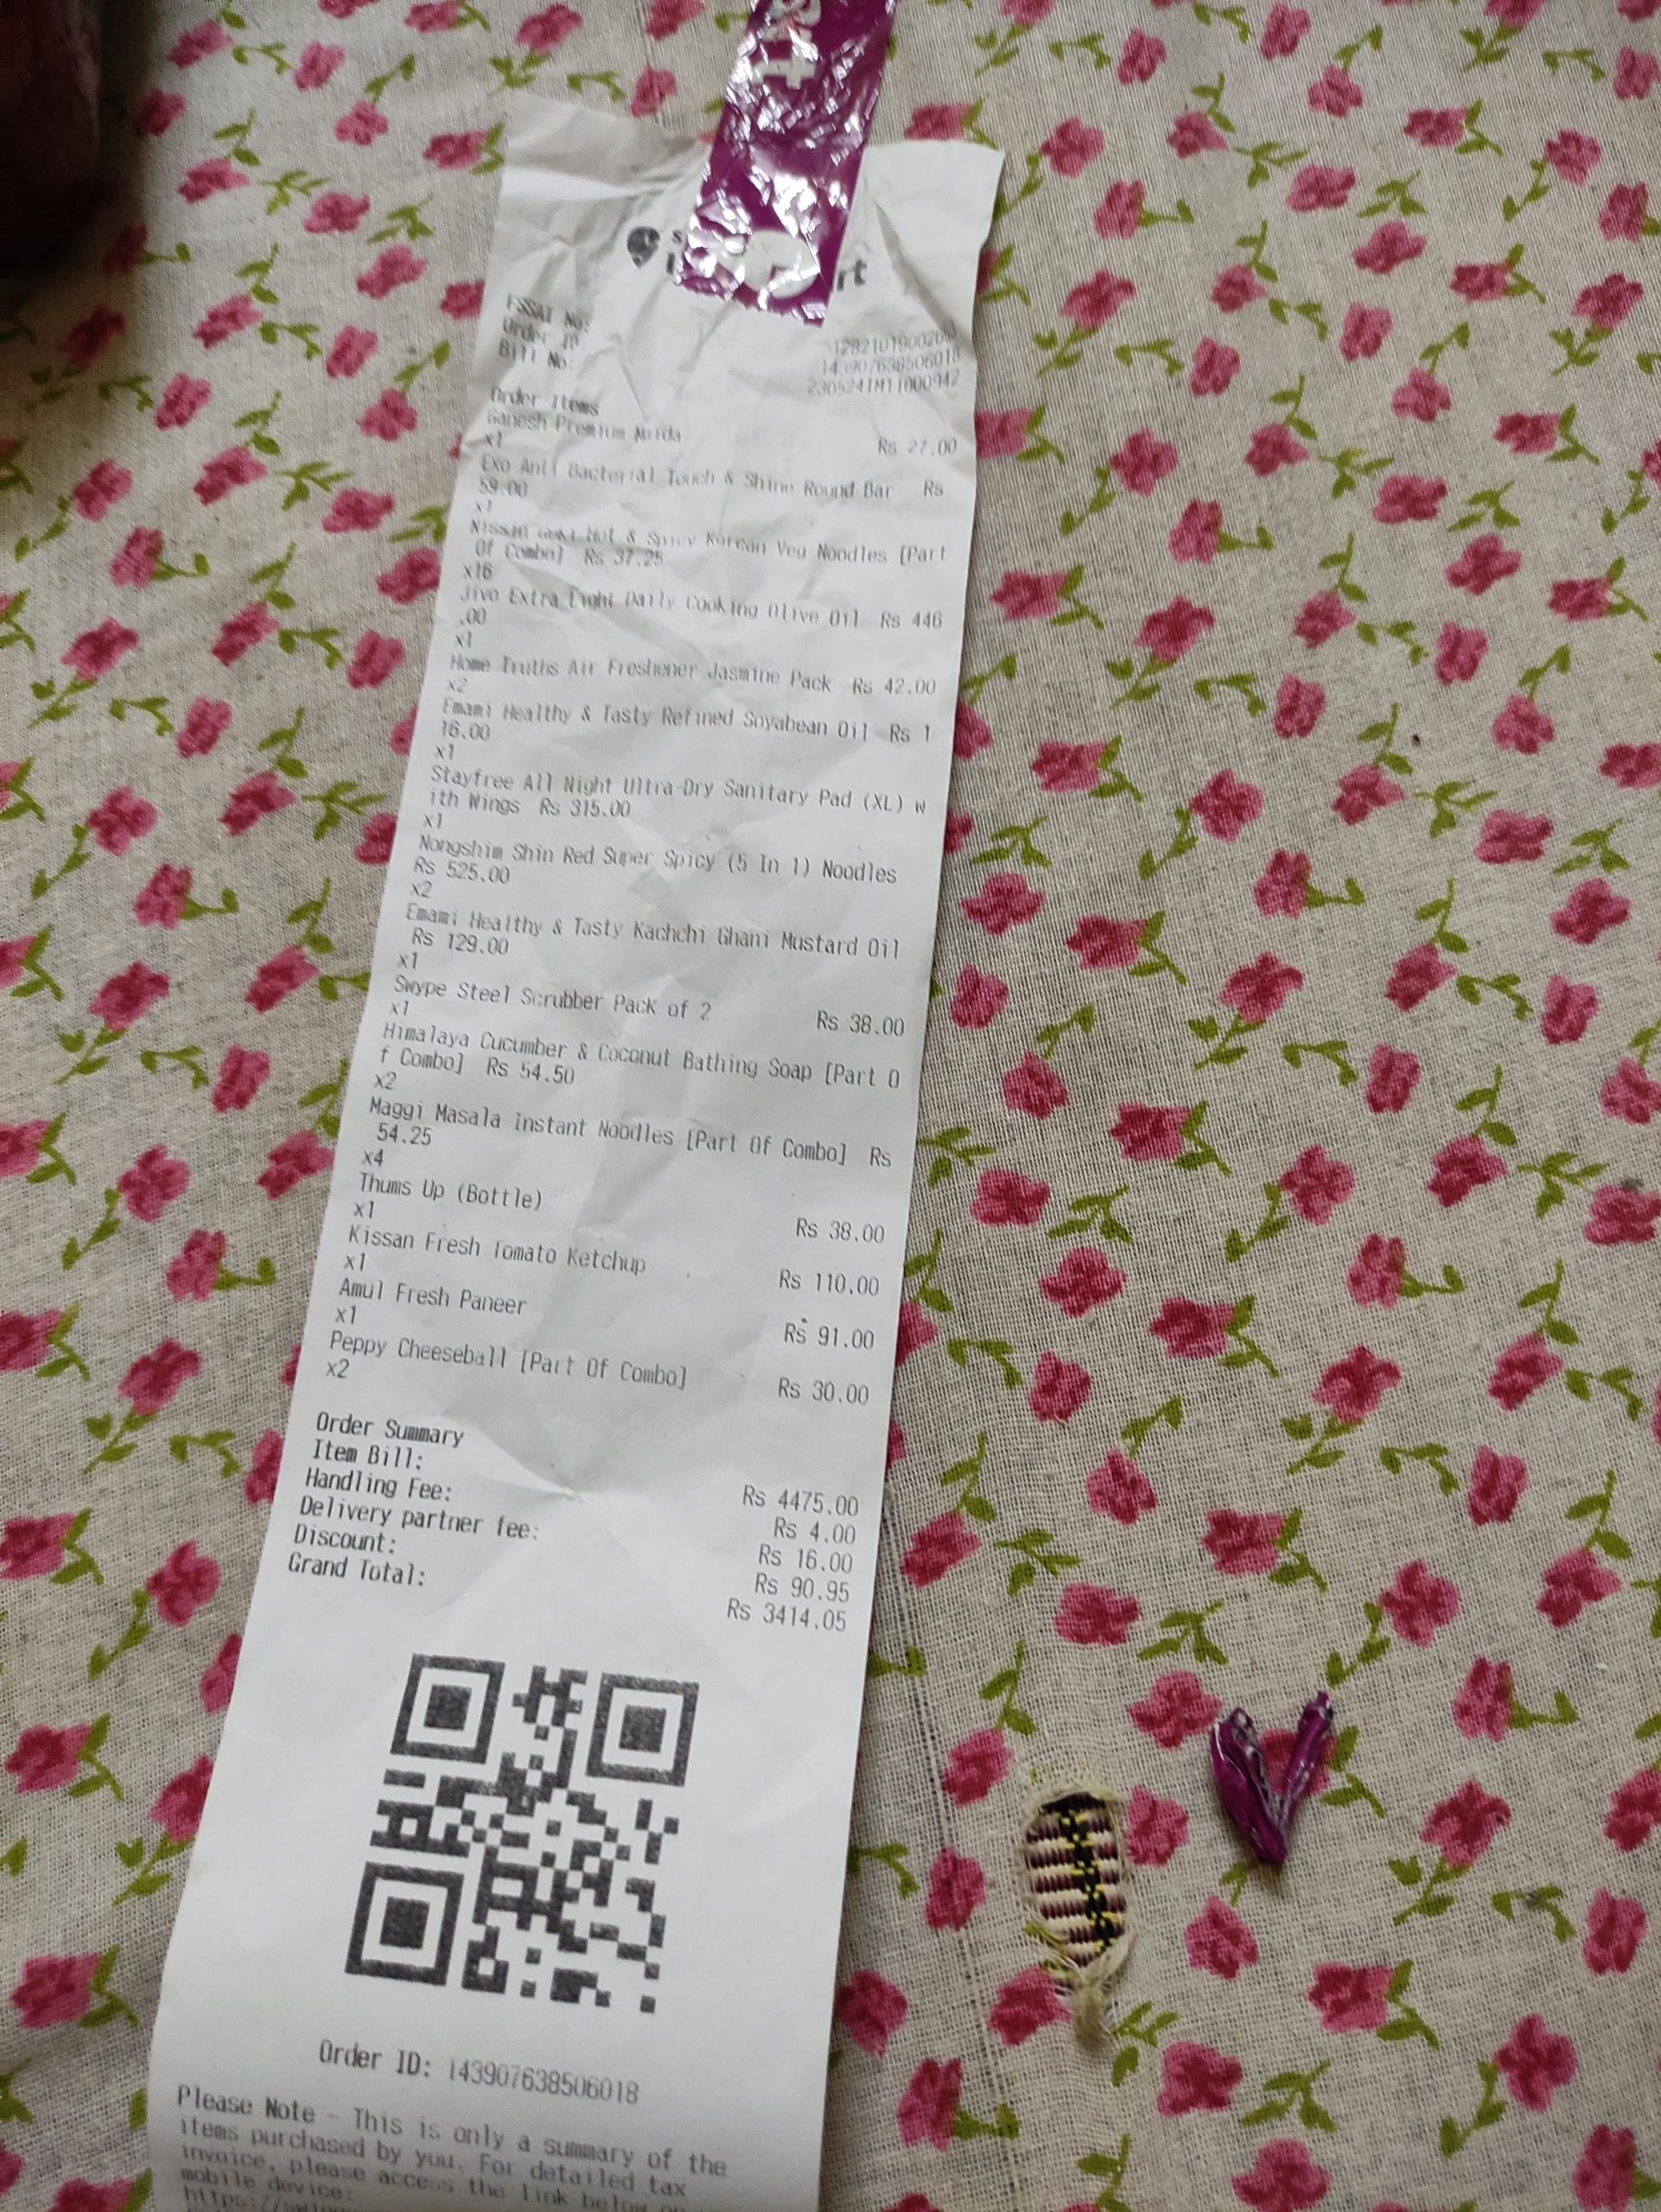 rt
FSSAI No:
Order ID: 143907638506018
Bill No:
Order Items
Ganesh Premium Maida Rs 27.00
x1
Exo Anti Bacterial Touch & Shine Round Bar Rs
59.00
x1
Nissin Hot & Spicy Korean Veg Noodles [Part
Of Combo] Rs 37.25
x16
Jivo Extra Light Daily Cooking Olive Oil Rs 446
.00
x1
Home Truths Air Freshener Jasmine Pack Rs 42.00
x2
Emami Healthy & Tasty Refined Soyabean Oil Rs 1
16.00
x1
Stayfree All Night Ultra-Dry Sanitary Pad (XL) w
ith Wings Rs 315.00
x1
Nongshim Shin Red Super Spicy (5 In 1) Noodles
Rs 525.00
x2
Emami Healthy & Tasty Kachchi Ghani Mustard Oil
Rs 129.00
x1
Swype Steel Scrubber Pack of 2 Rs 38.00
x1
Himalaya Cucumber & Coconut Bathing Soap [Part O
f Combo] Rs 54.50
x2
Maggi Masala Instant Noodles [Part Of Combo] Rs
54.25
x4
Thums Up (Bottle) Rs 38.00
x1
Kissan Fresh Tomato Ketchup Rs 110.00
x1
Amul Fresh Paneer Rs 91.00
x1
Peppy Cheeseball [Part Of Combo] Rs 30.00
x2
Order Summary
Item Bill: Rs 4475.00
Handling Fee: Rs 4.00
Delivery partner fee: Rs 16.00
Discount: Rs 90.95
Grand Total: Rs 3414.05
Order ID: 143907638506018
Please Note - This is only a summary of the
items purchased by you. For detailed tax
invoice, please access the link below on
mobile device: